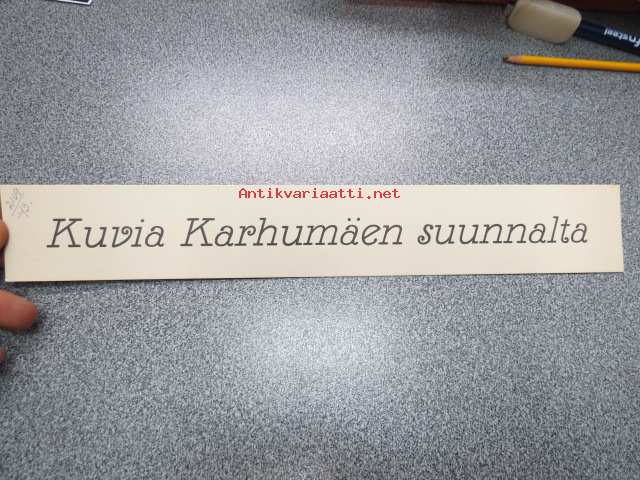 Antikvariaatti.net
Kuvia Karhumäen suunnalta